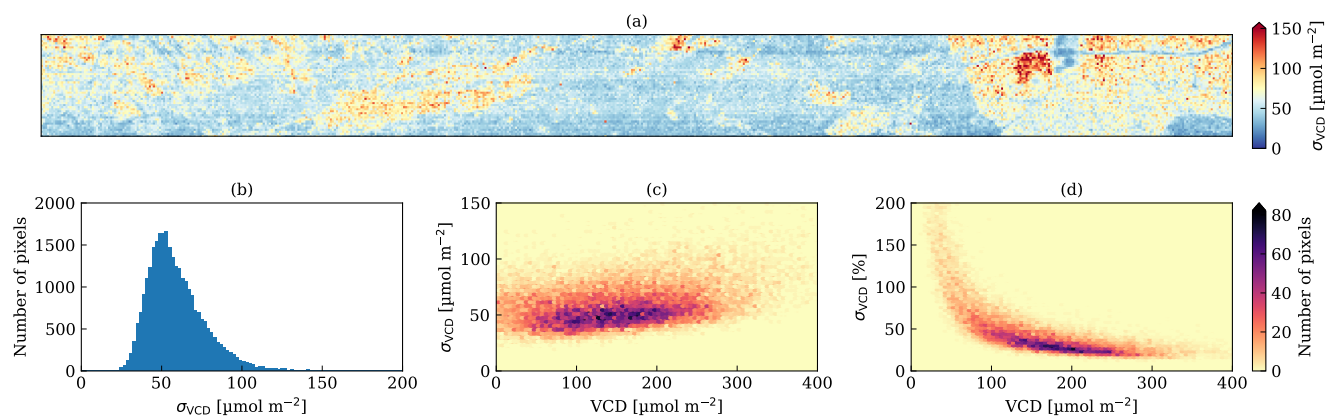 (a)
150
100
50
0
σVCD [µmol m−2]
(b)
2000
1500
1000
500
0
Number of pixels
0 50 100 150 200
σVCD [µmol m−2]
(c)
150
100
50
0
σVCD [µmol m−2]
0 100 200 300 400
VCD [µmol m−2]
(d)
200
150
100
50
0
σVCD [%]
0 100 200 300 400
VCD [µmol m−2]
80
60
40
20
0
Number of pixels